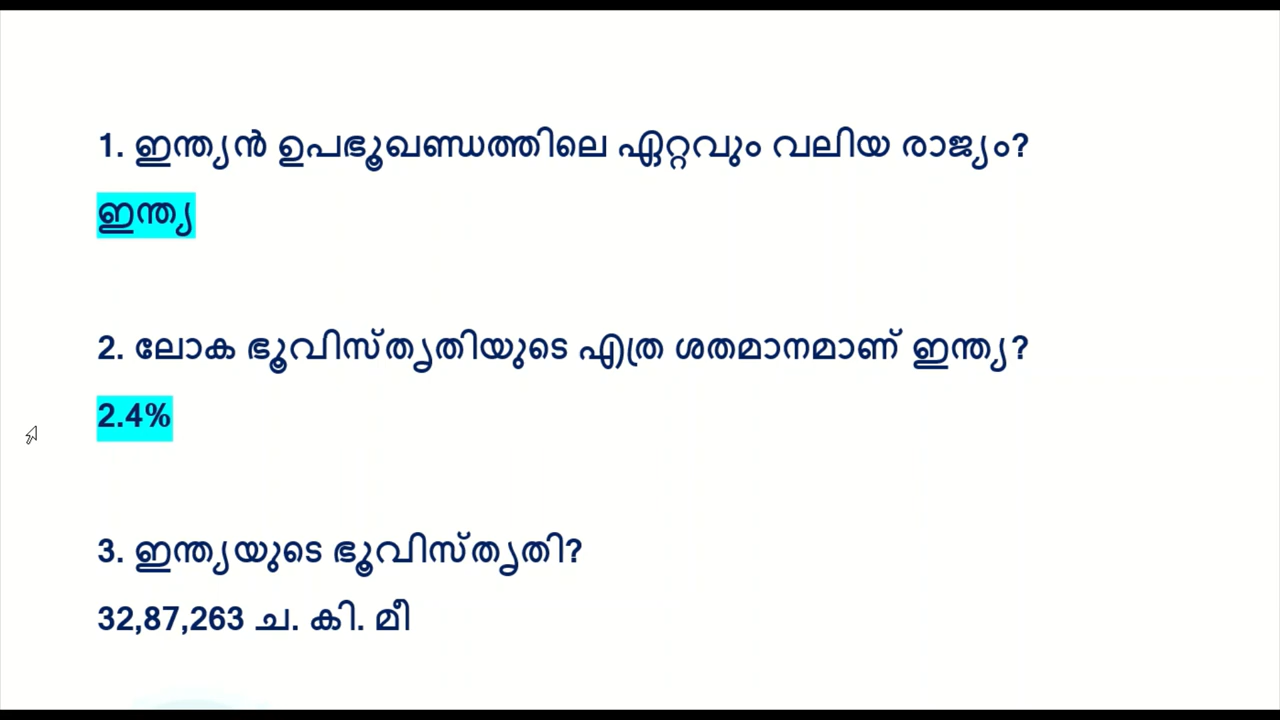 1. ഇന്ത്യൻ ഉപഭൂഖണ്ഡത്തിലെ ഏറ്റവും വലിയ രാജ്യം?
ഇന്ത്യ
2. ലോക ഭൂവിസ്തൃതിയുടെ എത്ര ശതമാനമാണ് ഇന്ത്യ?
2.4%
3. ഇന്ത്യയുടെ ഭൂവിസ്തൃതി?
32,87,263 ച. കി. മീ